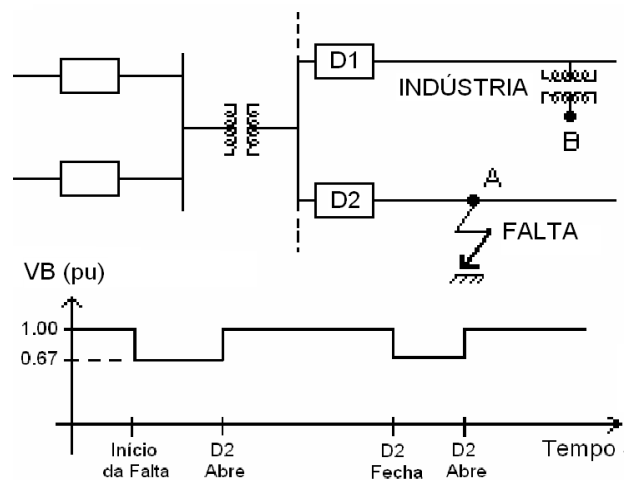 D1
INDÚSTRIA
B
A
D2
FALTA
VB (pu)
1.00
0.67
Início
da Falta
D2
Abre
D2
Fecha
D2
Abre
Tempo